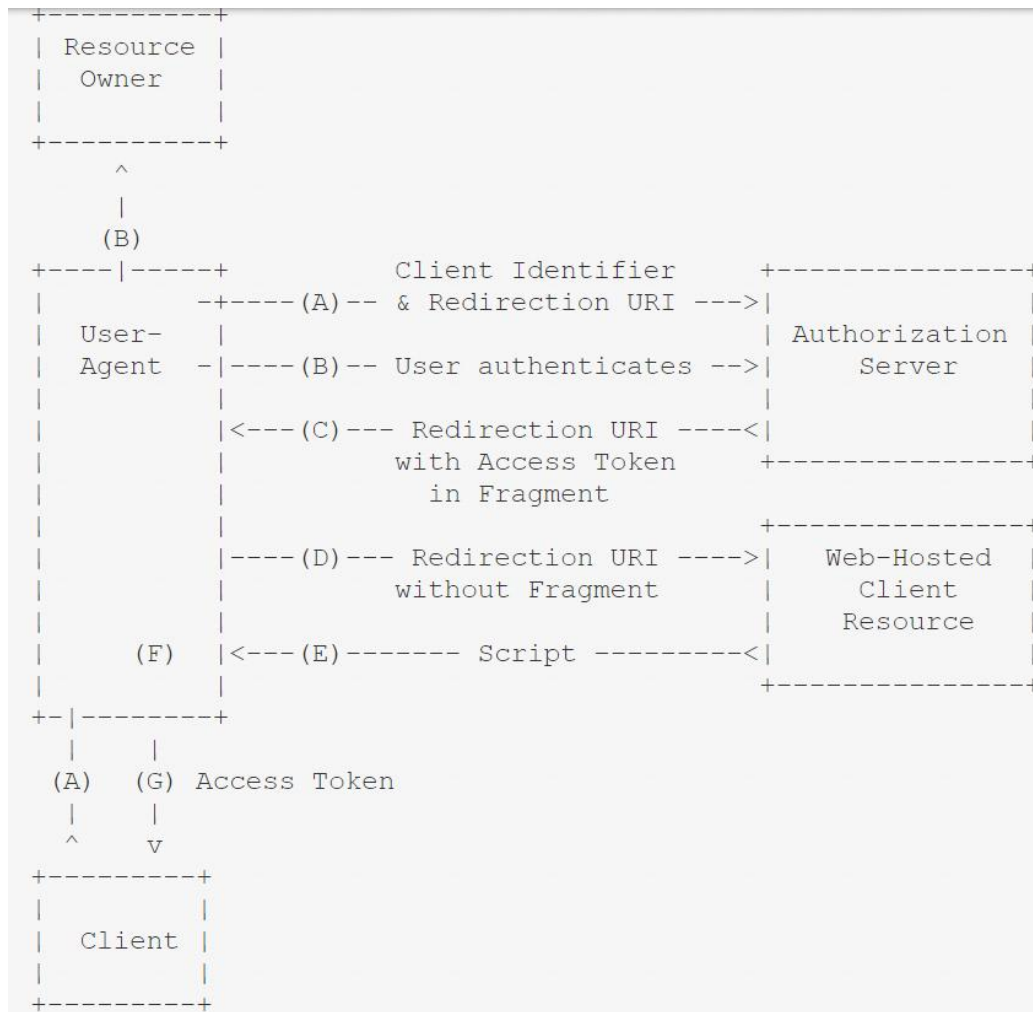 +----------+
| Resource |
|   Owner  |
|          |
+----------+
     ^
     |
    (B)
+----|-----+          Client Identifier     +---------------+
|         -+----(A)-- & Redirection URI --->|               |
|  User-   |                                | Authorization |
|  Agent  -|----(B)-- User authenticates -->|     Server    |
|          |                                |               |
|          |<---(C)--- Redirection URI ----<|               |
|          |          with Access Token     +---------------+
|          |            in Fragment
|          |                                +---------------+
|          |----(D)--- Redirection URI ---->|   Web-Hosted  |
|          |          without Fragment      |     Client    |
|          |                                |    Resource   |
|     (F)  |<---(E)------- Script ---------<|               |
|          |                                +---------------+
+-|--------+
  |    |
 (A)  (G) Access Token
  |    |
  ^    v
+---------+
|         |
|  Client |
|         |
+---------+